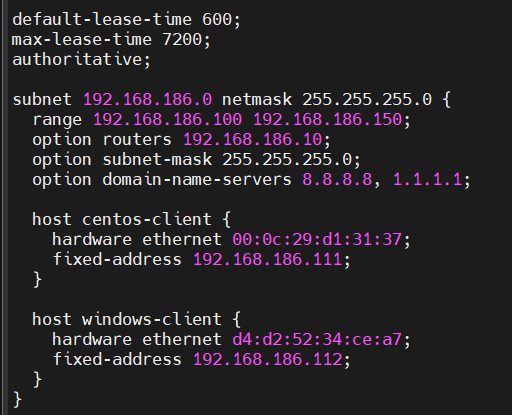 default-lease-time 600;
max-lease-time 7200;
authoritative;

subnet 192.168.186.0 netmask 255.255.255.0 {
  range 192.168.186.100 192.168.186.150;
  option routers 192.168.186.10;
  option subnet-mask 255.255.255.0;
  option domain-name-servers 8.8.8.8, 1.1.1.1;

  host centos-client {
    hardware ethernet 00:0c:29:d1:31:37;
    fixed-address 192.168.186.111;
  }

  host windows-client {
    hardware ethernet d4:d2:52:34:ce:a7;
    fixed-address 192.168.186.112;
  }
}